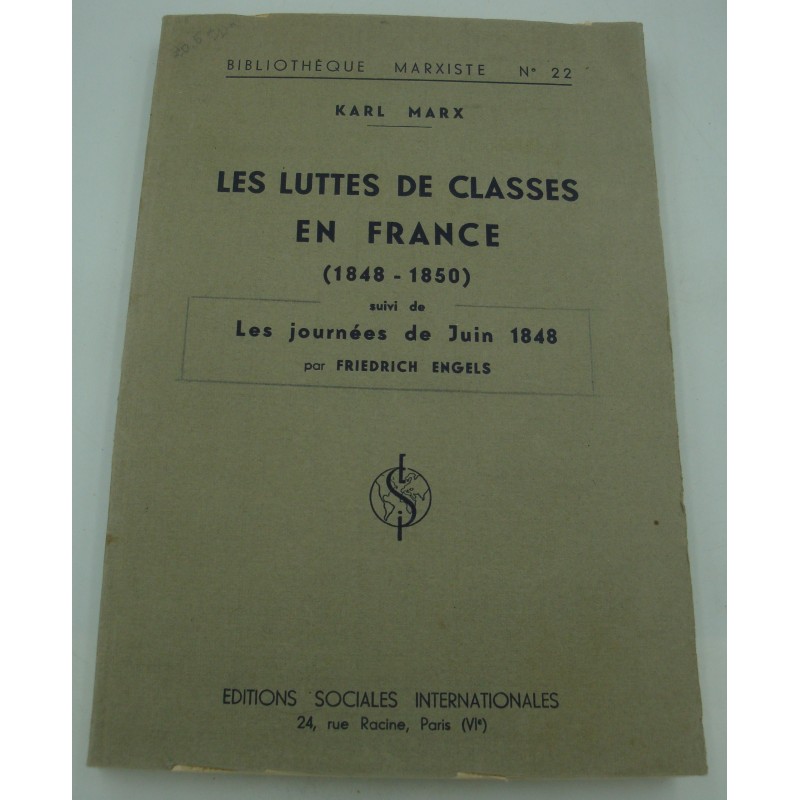 BIBLIOTHÈQUE MARXISTE N° 22
KARL MARX
LES LUTTES DE CLASSES
EN FRANCE
(1848 - 1850)
suivi de
Les journées de Juin 1848
par FRIEDRICH ENGELS
ESi
EDITIONS SOCIALES INTERNATIONALES
24, rue Racine, Paris (VIe)